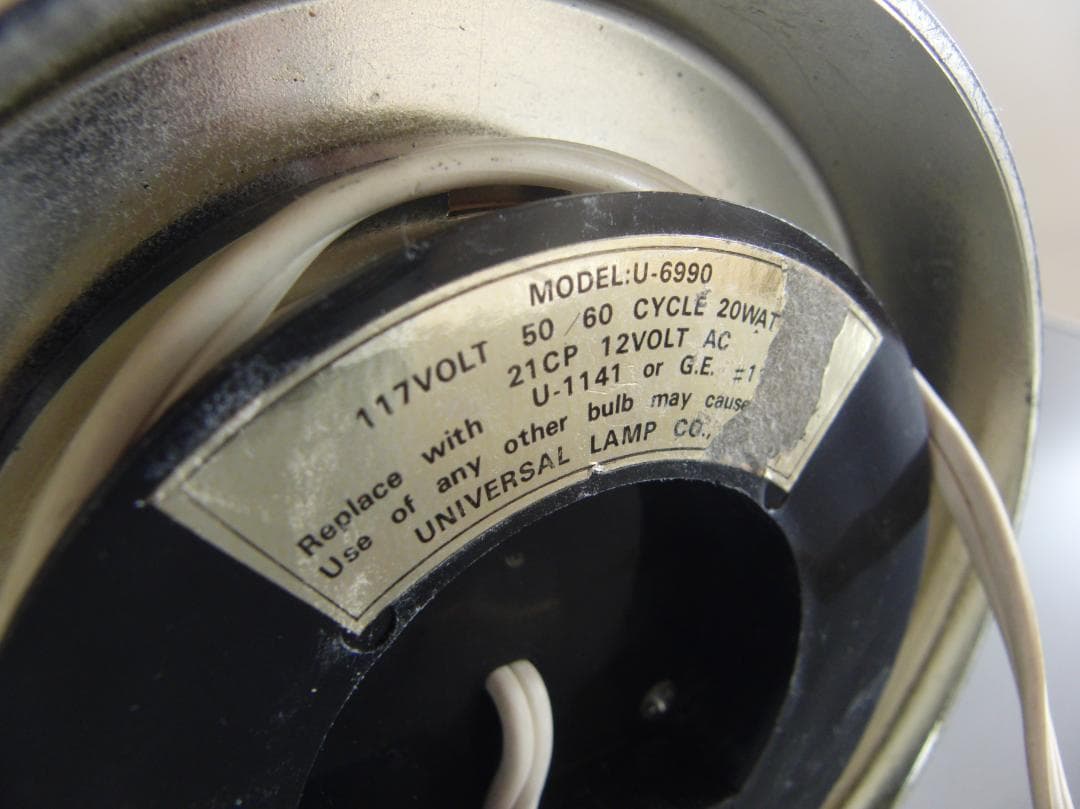 MODEL:U-6990
117VOLT 50/60 CYCLE 20WAT
21CP 12VOLT AC
Replace with U-1141 or G.E. #11
Use of any other bulb may cause
UNIVERSAL LAMP CO.,